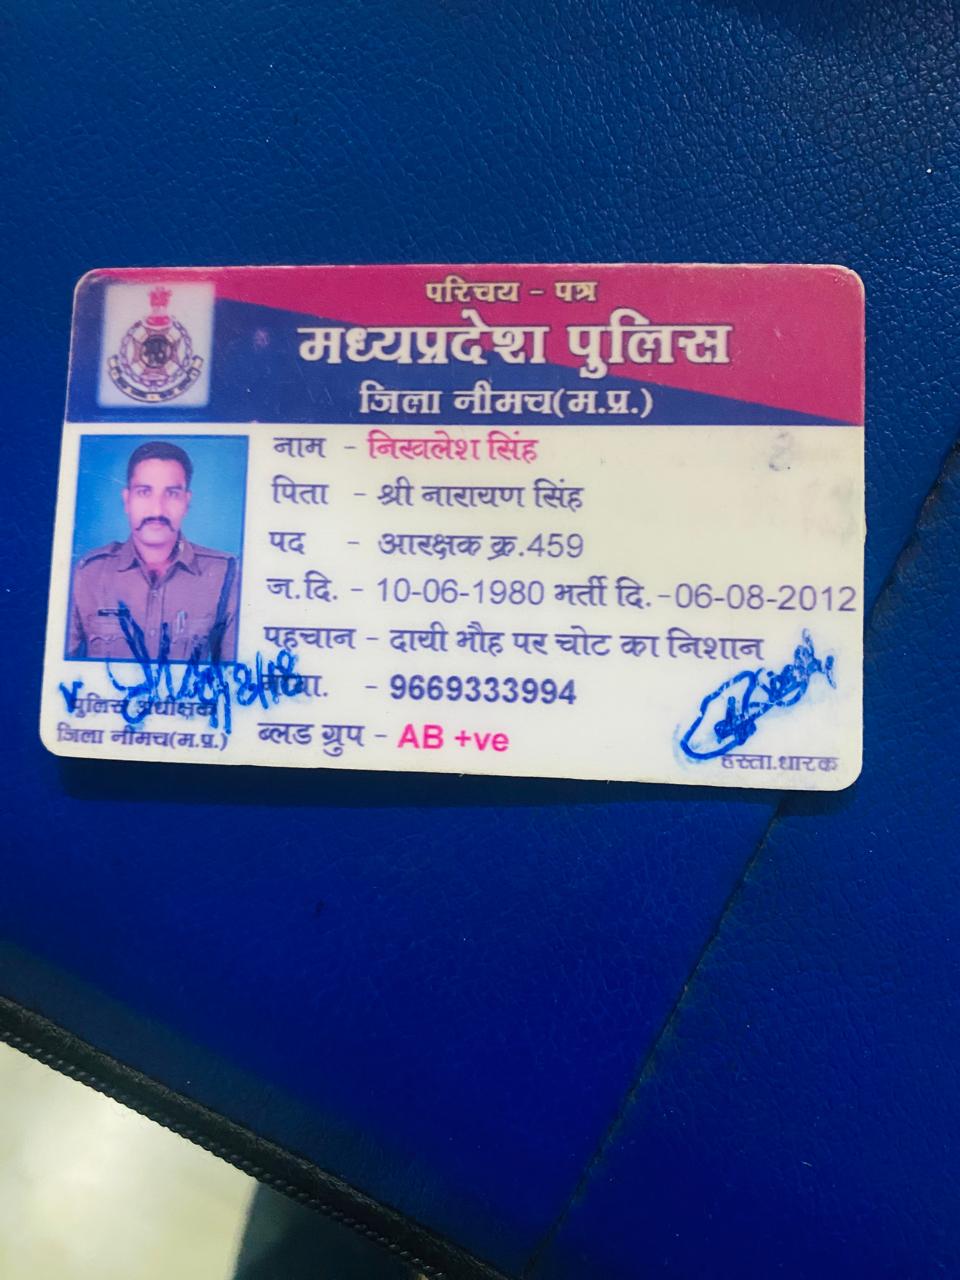 परिचय - पत्र
मध्यप्रदेश पुलिस
जिला नीमच(म.प्र.)
नाम - निखलेश सिंह
पिता - श्री नारायण सिंह
पद - आरक्षक क्र.459
ज.दि. - 10-06-1980 भर्ती दि.-06-08-2012
पहचान - दायी भौह पर चोट का निशान
- 9669333994
ब्लड ग्रुप - AB +ve
पुलिस अधीक्षक
जिला नीमच(म.प्र.)
हस्ता.धारक